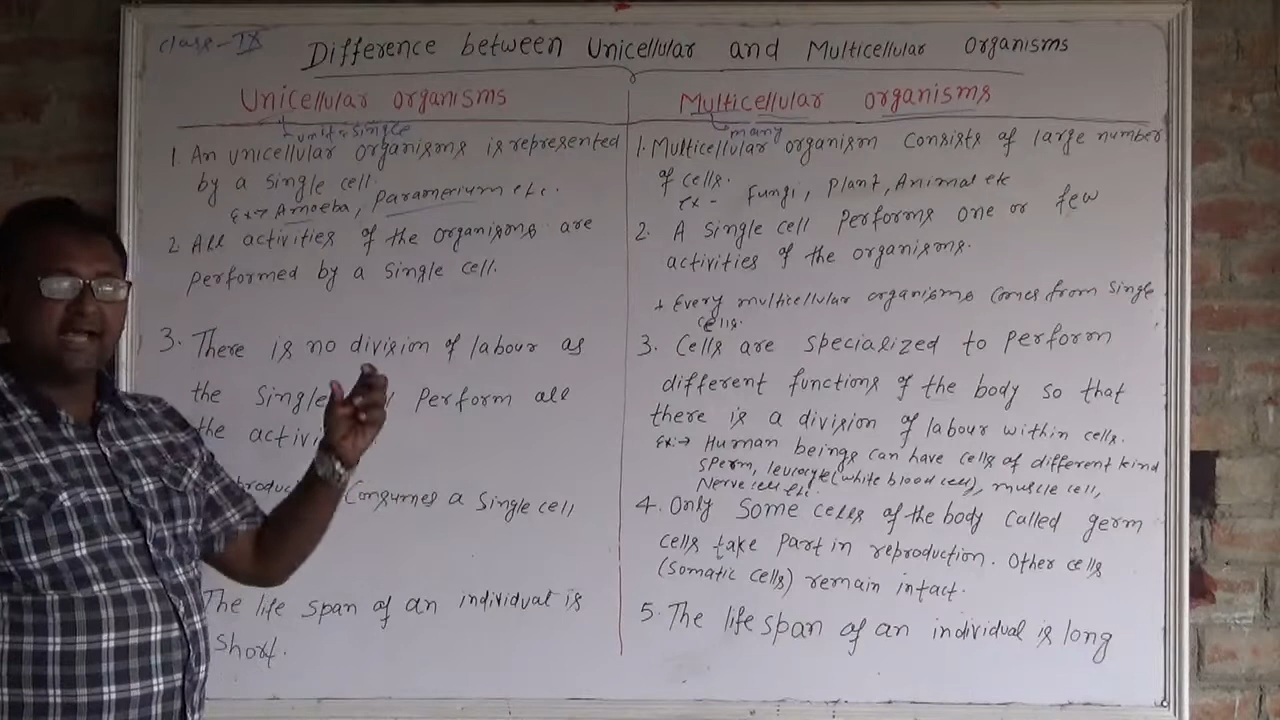 Class-IX
Difference between Unicellular and Multicellular Organisms
Unicellular organisms
unit & single
1. An unicellular organisms is represented
by a single cell.
Ex→ Amoeba, Paramecium etc.
2. All activities of the organisms are
performed by a single cell.
3. There is no division of labour as
the Single perform all
the activi
Consumes a single cell,
The life span of an individual is
short.
Multicellular organisms
many
1. Multicellular organism Consists of large number
of cells.
Ex- Fungi, Plant, Animal etc
2. A single cell performs one or few
activities of the organisms.
+ Every multicellular organisms comes from single
cells.
3. Cells are specialized to perform
different functions of the body so that
there is a division of labour within cells.
Ex:→ Human beings can have cells of different kind
sperm, leucocyte (white blood cell), muscle cell,
Nerve cell etc.
4. Only Some cells of the body called germ
cells take part in reproduction. Other cells
(somatic cells) remain intact.
5. The life span of an individual is long